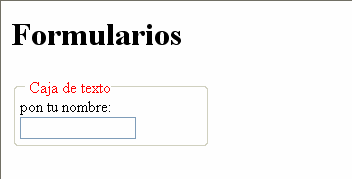 Formularios
Caja de texto
pon tu nombre: